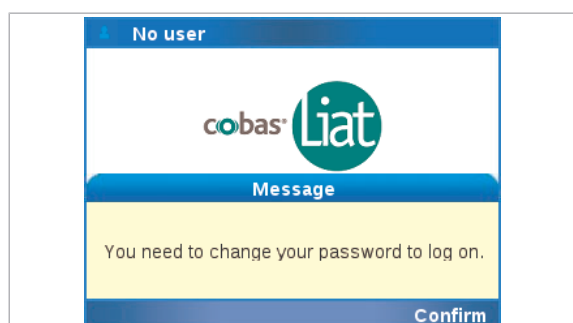 No user
cobas® Liat
Message
You need to change your password to log on.
Confirm